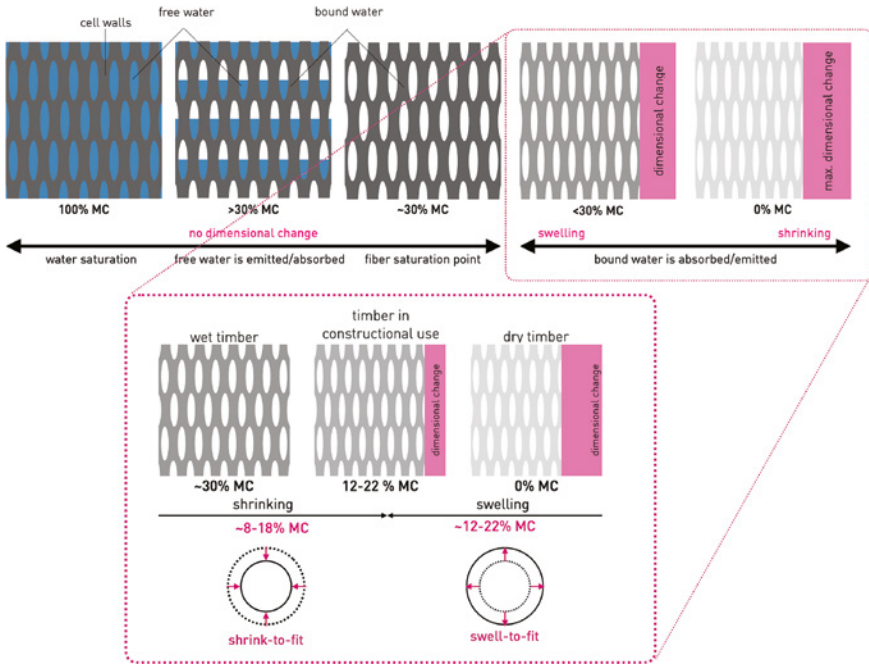 cell walls
free water
bound water
dimensional change
max. dimensional change
100% MC
>30% MC
~30% MC
<30% MC
0% MC
no dimensional change
swelling
shrinking
water saturation
free water is emitted/absorbed
fiber saturation point
bound water is absorbed/emitted
wet timber
timber in
constructional use
dry timber
dimensional change
dimensional change
~30% MC
12-22 % MC
0% MC
shrinking
swelling
~8-18% MC
~12-22% MC
shrink-to-fit
swell-to-fit